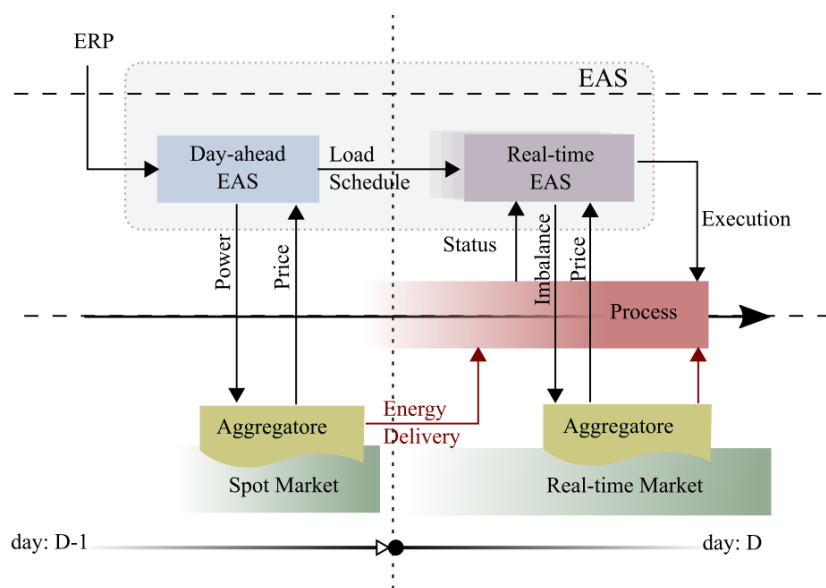 ERP
EAS
Day-ahead
EAS
Load
Schedule
Real-time
EAS
Execution
Power
Price
Status
Imbalance
Price
Process
Energy
Delivery
Aggregatore
Aggregatore
Spot Market
Real-time Market
day: D-1
day: D